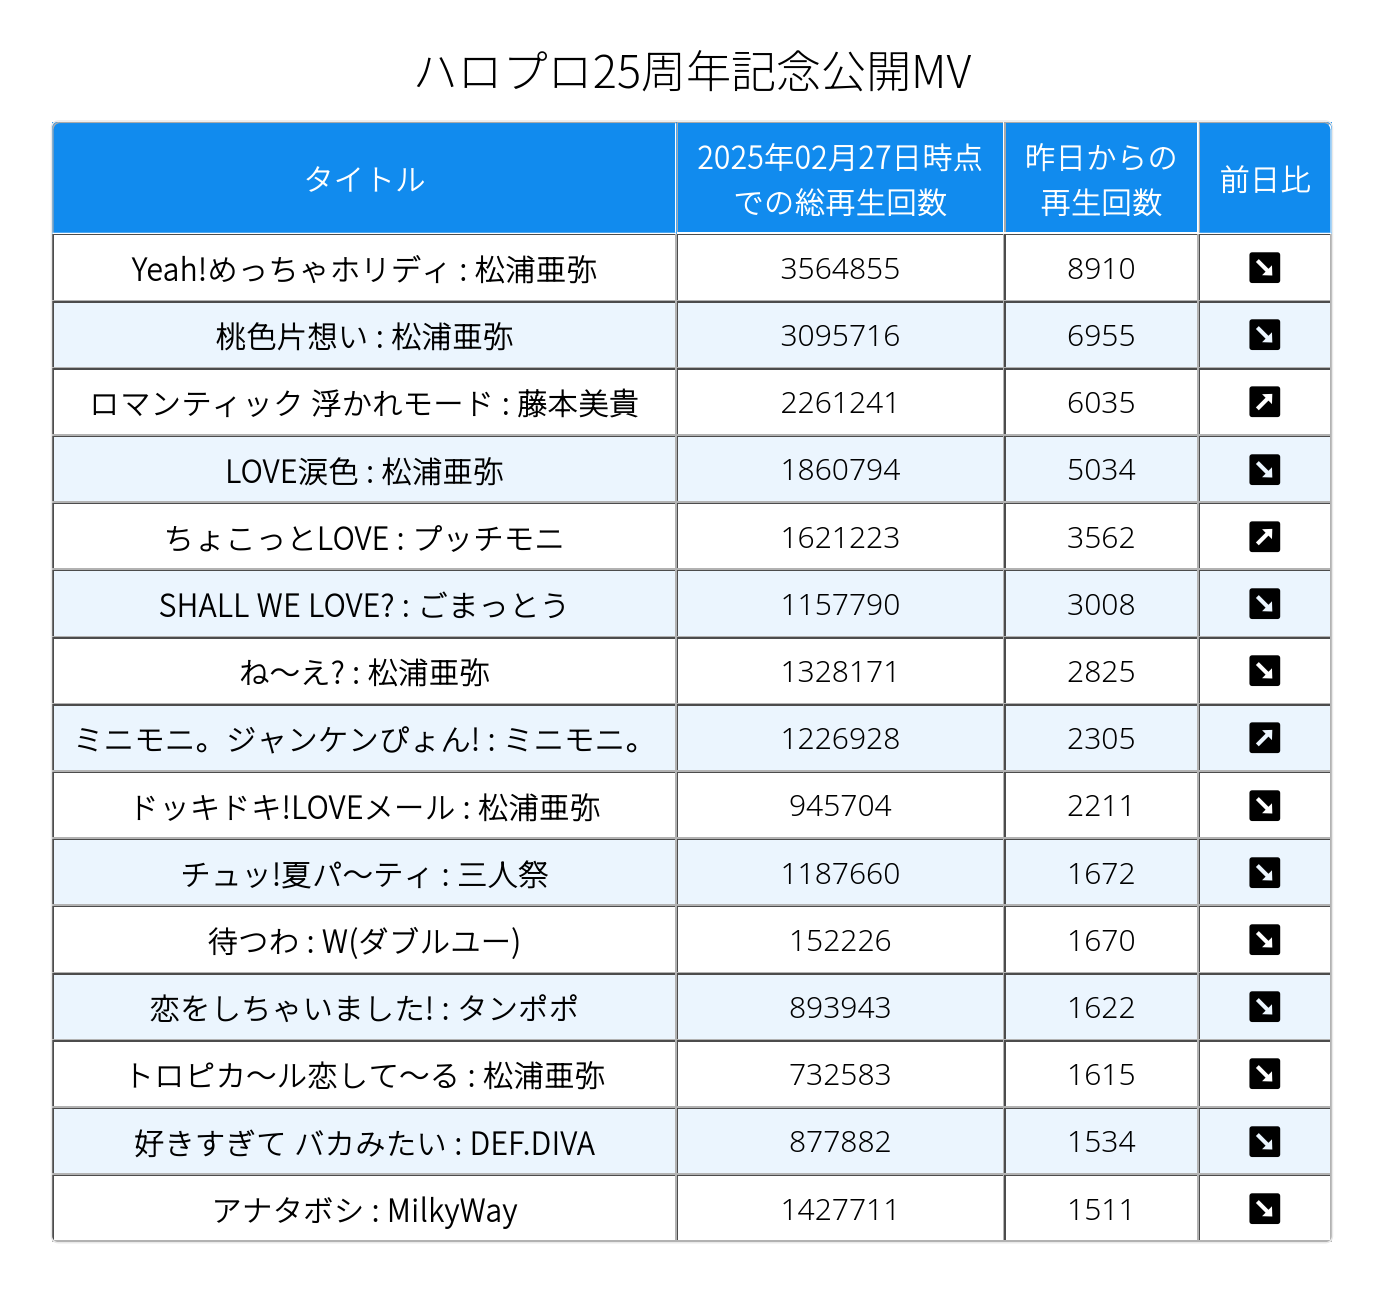 ハロプロ25周年記念公開MV
タイトル 2025年02月27日時点での総再生回数 昨日からの再生回数 前日比
Yeah!めっちゃホリディ : 松浦亜弥 3564855 8910 ↘
桃色片想い : 松浦亜弥 3095716 6955 ↘
ロマンティック 浮かれモード : 藤本美貴 2261241 6035 ↗
LOVE涙色 : 松浦亜弥 1860794 5034 ↘
ちょこっとLOVE : プッチモニ 1621223 3562 ↗
SHALL WE LOVE? : ごまっとう 1157790 3008 ↘
ね〜え? : 松浦亜弥 1328171 2825 ↘
ミニモニ。ジャンケンぴょん! : ミニモニ。 1226928 2305 ↗
ドッキドキ!LOVEメール : 松浦亜弥 945704 2211 ↘
チュッ!夏パ〜ティ : 三人祭 1187660 1672 ↘
待つわ : W(ダブルユー) 152226 1670 ↘
恋をしちゃいました! : タンポポ 893943 1622 ↘
トロピカ〜ル恋して〜る : 松浦亜弥 732583 1615 ↘
好きすぎて バカみたい : DEF.DIVA 877882 1534 ↘
アナタボシ : MilkyWay 1427711 1511 ↘